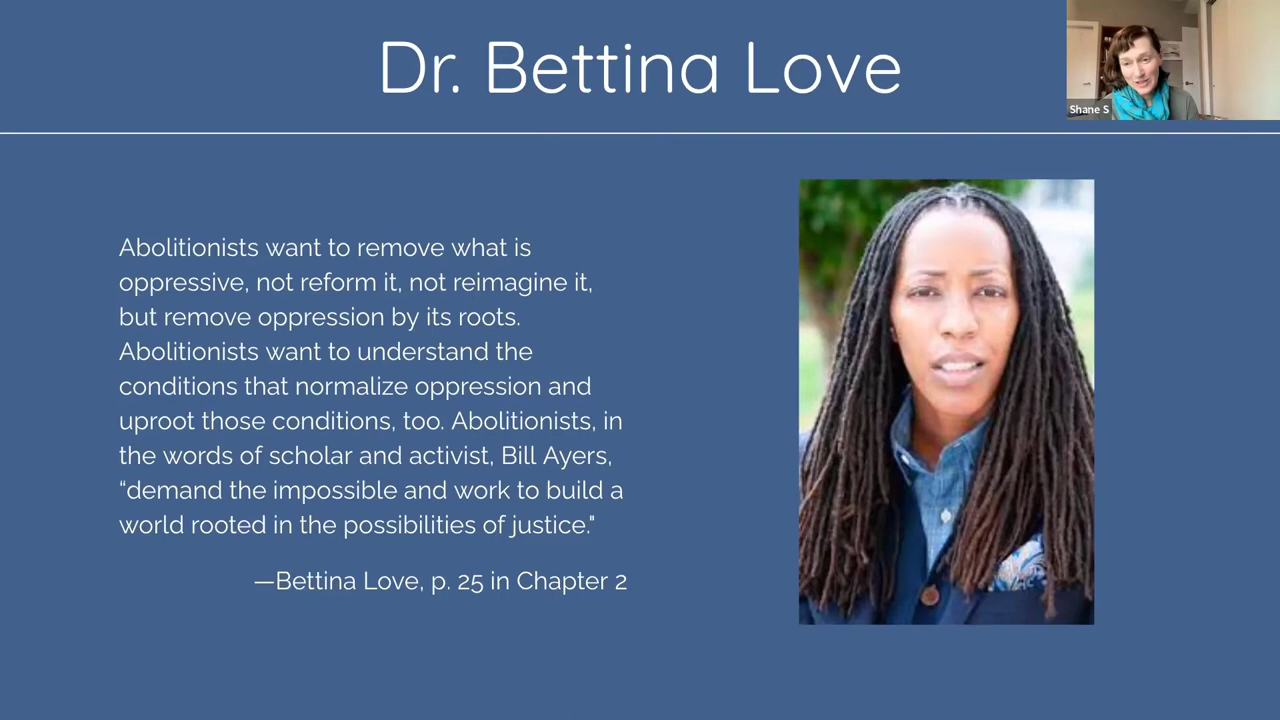 Dr. Bettina Love
Shane S
Abolitionists want to remove what is
oppressive, not reform it, not reimagine it,
but remove oppression by its roots.
Abolitionists want to understand the
conditions that normalize oppression and
uproot those conditions, too. Abolitionists, in
the words of scholar and activist, Bill Ayers,
“demand the impossible and work to build a
world rooted in the possibilities of justice."
—Bettina Love, p. 25 in Chapter 2